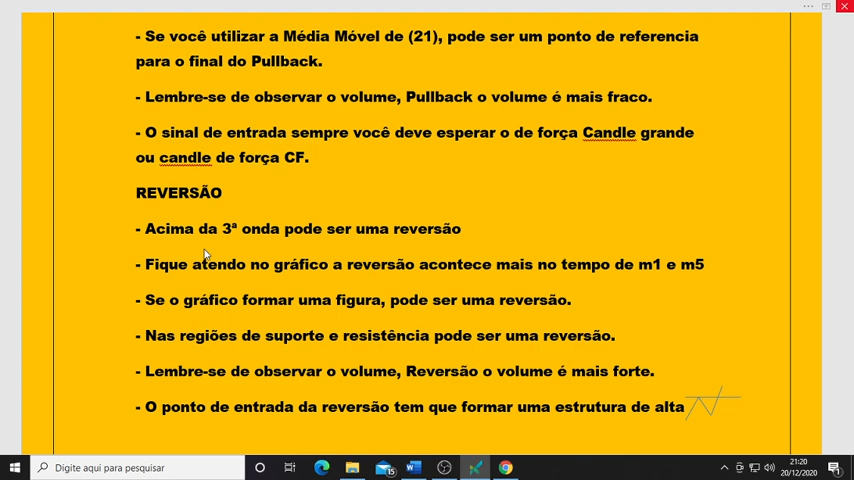 - Se você utilizar a Média Móvel de (21), pode ser um ponto de referencia
para o final do Pullback.
- Lembre-se de observar o volume, Pullback o volume é mais fraco.
- O sinal de entrada sempre você deve esperar o de força Candle grande
ou candle de força CF.
REVERSÃO
- Acima da 3ª onda pode ser uma reversão
- Fique atendo no gráfico a reversão acontece mais no tempo de m1 e m5
- Se o gráfico formar uma figura, pode ser uma reversão.
- Nas regiões de suporte e resistência pode ser uma reversão.
- Lembre-se de observar o volume, Reversão o volume é mais forte.
- O ponto de entrada da reversão tem que formar uma estrutura de alta
Digite aqui para pesquisar
15
21:20
20/12/2020
1